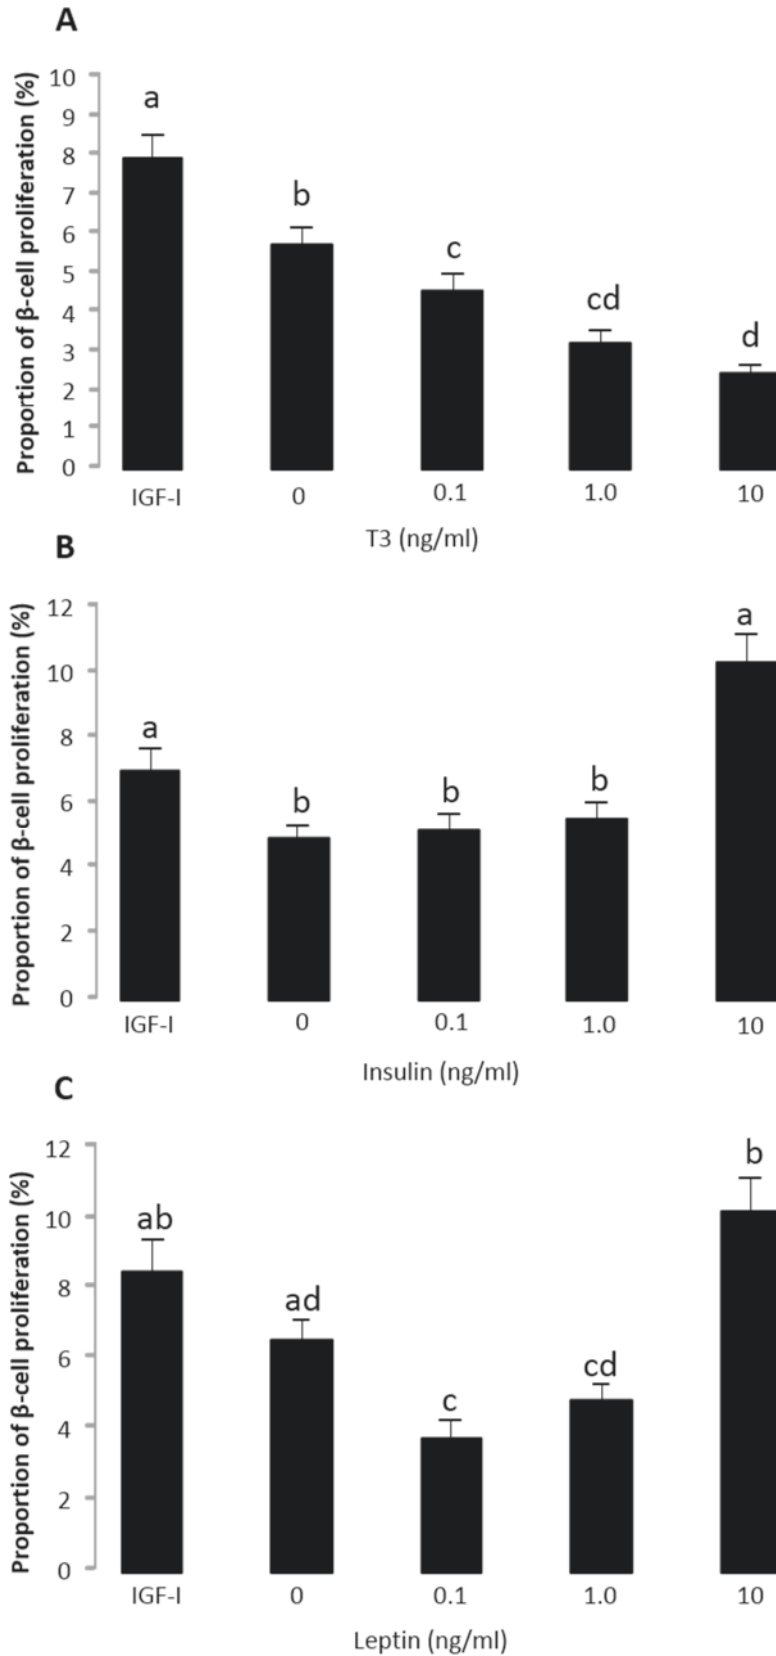 A
Proportion of β-cell proliferation (%)
10
9
8
7
6
5
4
3
2
1
0
a
b
c
cd
d
IGF-I 0 0.1 1.0 10
T3 (ng/ml)
B
Proportion of β-cell proliferation (%)
12
10
8
6
4
2
0
a
b
b
b
a
IGF-I 0 0.1 1.0 10
Insulin (ng/ml)
C
Proportion of β-cell proliferation (%)
12
10
8
6
4
2
0
ab
ad
c
cd
b
IGF-I 0 0.1 1.0 10
Leptin (ng/ml)